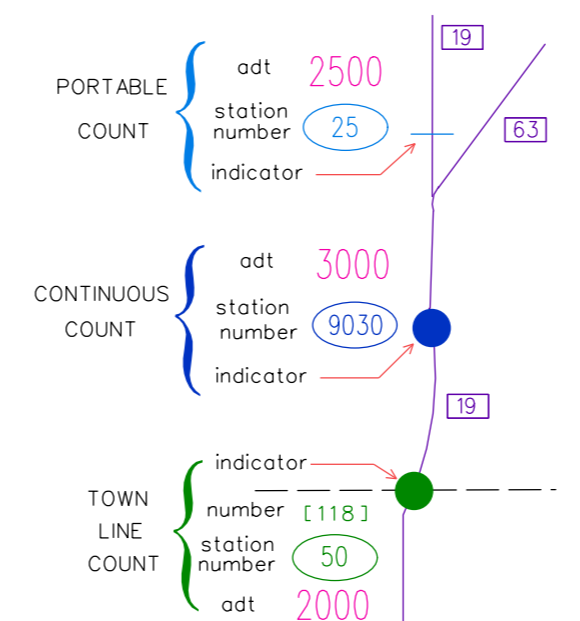 19
PORTABLE
COUNT
adt 2500
station
number 25
indicator
63
CONTINUOUS
COUNT
adt 3000
station
number 9030
indicator
19
TOWN
LINE
COUNT
indicator
number [118]
station
number 50
adt 2000